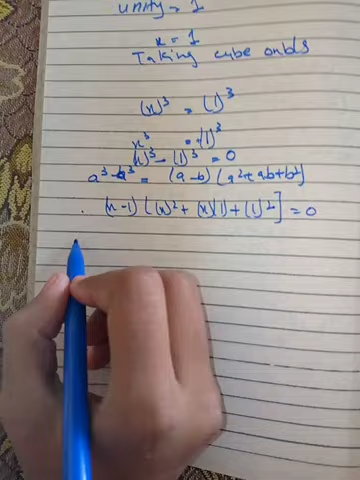 unity = 1
x = 1
Taking cube on b/s
(x)³ = (1)³
x³ = (1)³
(x)³ - (1)³ = 0
a³ - b³ = (a - b) (a² + ab + b²)
(x - 1) [(x)² + (x)(1) + (1)²] = 0